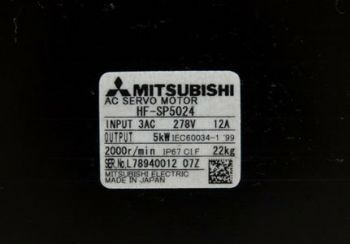 MITSUBISHI
AC SERVO MOTOR
HF-SP5024
INPUT 3AC 278V 12A
OUTPUT 5kW IEC60034-1 '99
2000r/min IP67 Cl.F 22kg
SER.No.L78940012 07Z
MITSUBISHI ELECTRIC
MADE IN JAPAN